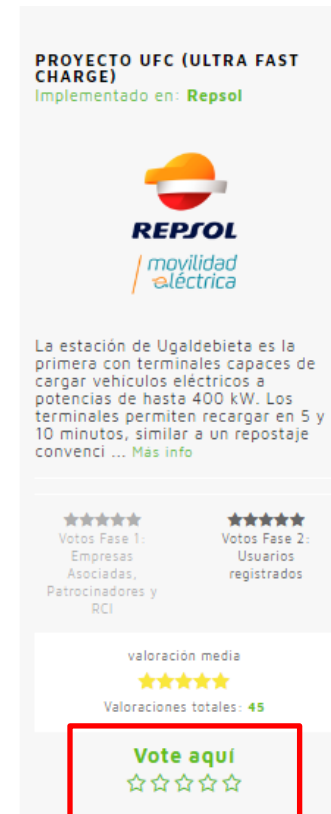 PROYECTO UFC (ULTRA FAST
CHARGE)
Implementado en: Repsol
REPSOL
movilidad
eléctrica
La estación de Ugaldebieta es la
primera con terminales capaces de
cargar vehiculos eléctricos a
potencias de hasta 400 kW. Los
terminales permiten recargar en 5 y
10 minutos, similar a un repostaje
convenci ... Más info
Votos Fase 1:
Empresas
Asociadas,
Patrocinadores y
RCI
Votos Fase 2:
Usuarios
registrados
valoración media
Valoraciones totales: 45
Vote aquí